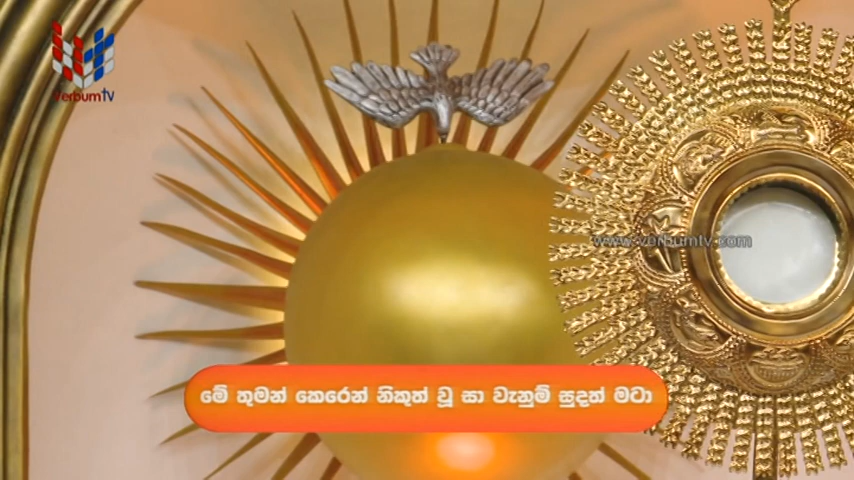 VerbumTV
www.verbumtv.com
මේ තුමන් කෙරෙන් නිකුත් වූ සා වැනුම් සුදත් මටා